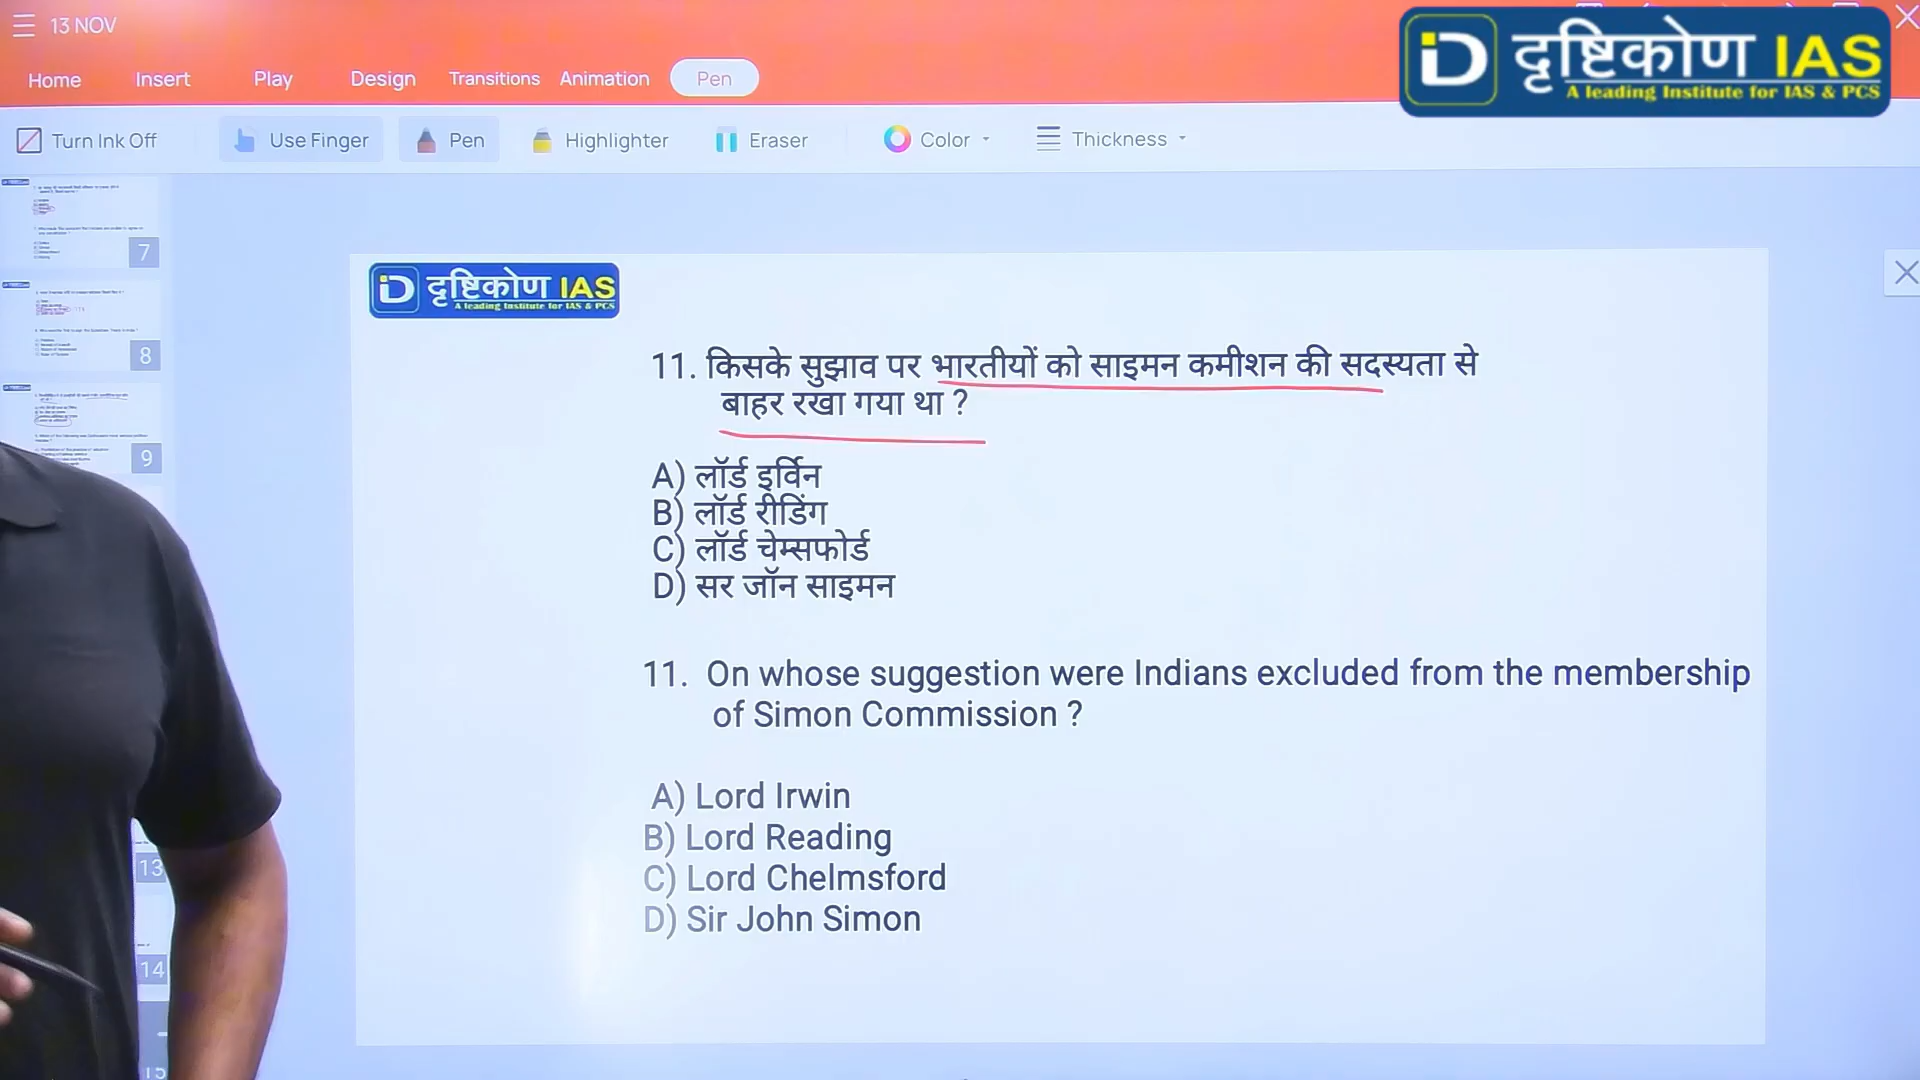 13 NOV
दृष्टिकोण IAS
A leading Institute for IAS & PCS
Home Insert Play Design Transitions Animation Pen
Turn Ink Off Use Finger Pen Highlighter Eraser Color Thickness
7
8
9
13
14
15
दृष्टिकोण IAS
A leading Institute for IAS & PCS
11. किसके सुझाव पर भारतीयों को साइमन कमीशन की सदस्यता से
बाहर रखा गया था ?
A) लॉर्ड इर्विन
B) लॉर्ड रीडिंग
C) लॉर्ड चेम्सफोर्ड
D) सर जॉन साइमन
11. On whose suggestion were Indians excluded from the membership
of Simon Commission ?
A) Lord Irwin
B) Lord Reading
C) Lord Chelmsford
D) Sir John Simon